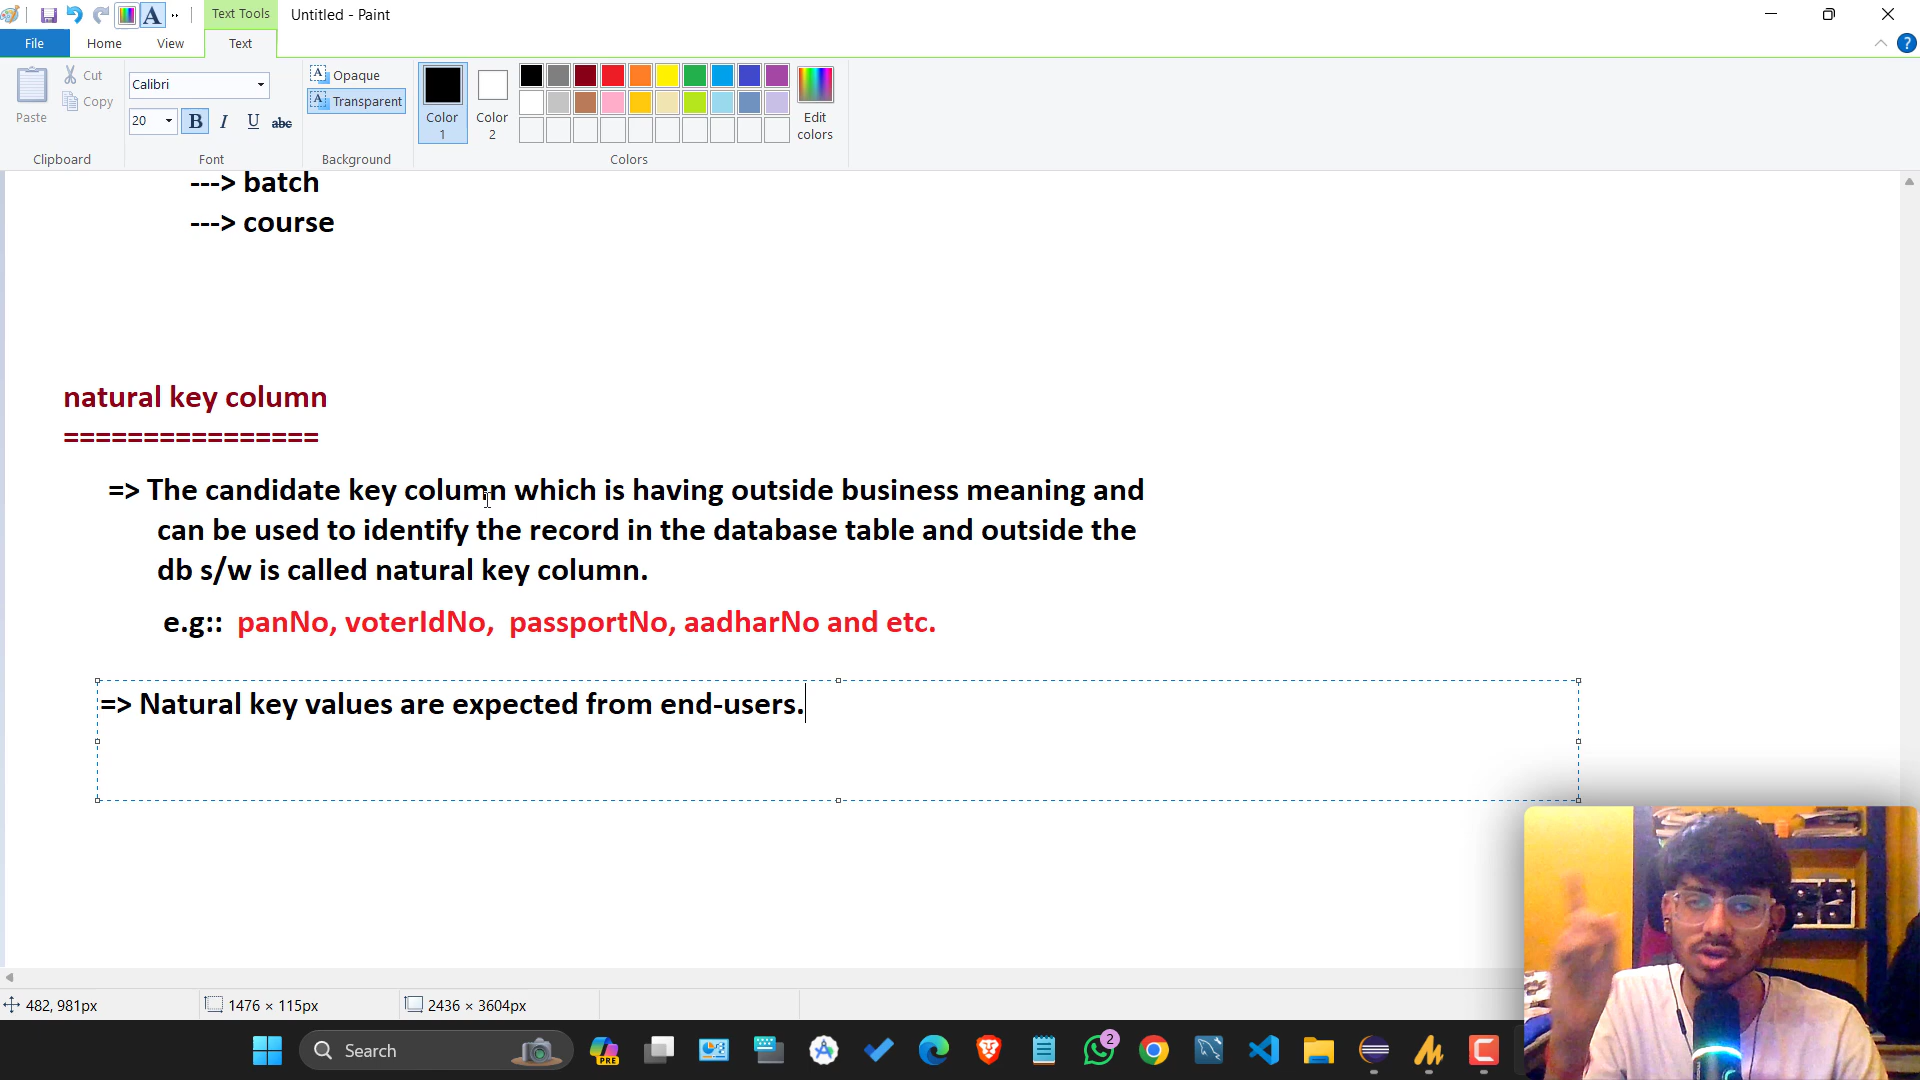 Untitled - Paint
Text Tools
File
Home
View
Text
Paste
Cut
Copy
Clipboard
Calibri
20
B
I
U
abc
Font
Opaque
Transparent
Background
Color 1
Color 2
Edit colors
Colors
---> batch
---> course
natural key column
================
=> The candidate key column which is having outside business meaning and
can be used to identify the record in the database table and outside the
db s/w is called natural key column.
e.g:: panNo, voterIdNo, passportNo, aadharNo and etc.
=> Natural key values are expected from end-users.
482, 981px
1476 × 115px
2436 × 3604px
Search
PRE
2